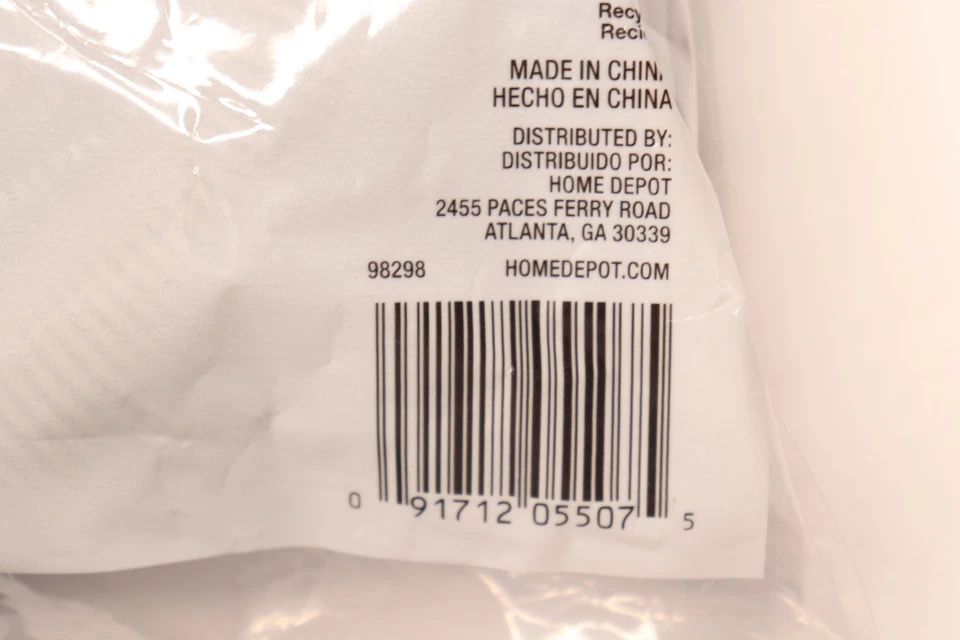 MADE IN
HECHO EN CHINA
DISTRIBUTED BY:
DISTRIBUIDO POR:
HOME DEPOT
2455 PACES FERRY ROAD
ATLANTA, GA 30339
98298 HOMEDEPOT.COM
0 91712 05507 5